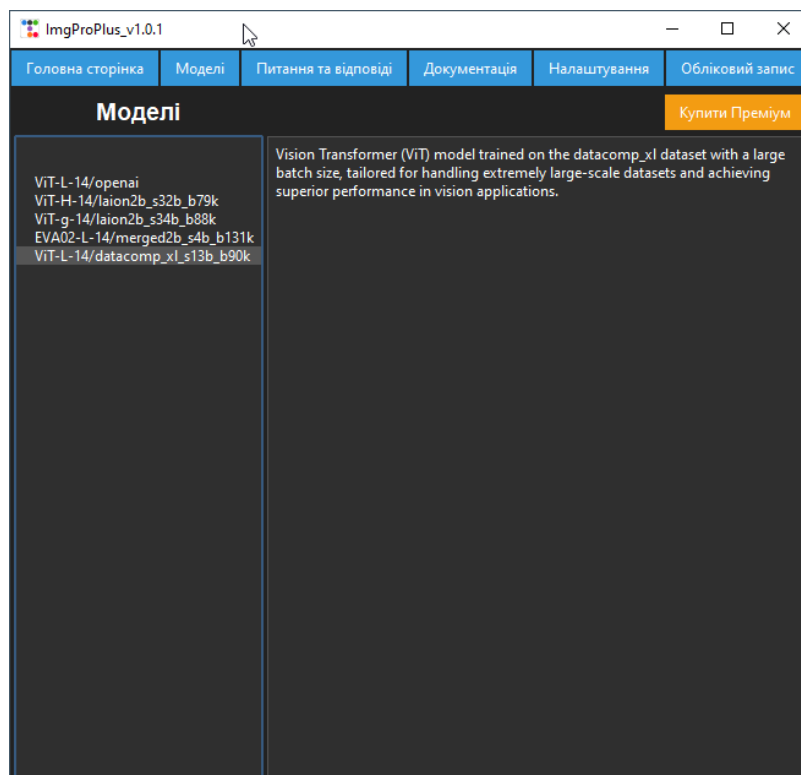 ImgProPlus_v1.0.1
Головна сторінка Моделі Питання та відповіді Документація Налаштування Обліковий запис
Моделі
Купити Преміум
ViT-L-14/openai
ViT-H-14/laion2b_s32b_b79k
ViT-g-14/laion2b_s34b_b88k
EVA02-L-14/merged2b_s4b_b131k
ViT-L-14/datacomp_xl_s13b_b90k
Vision Transformer (ViT) model trained on the datacomp_xl dataset with a large
batch size, tailored for handling extremely large-scale datasets and achieving
superior performance in vision applications.